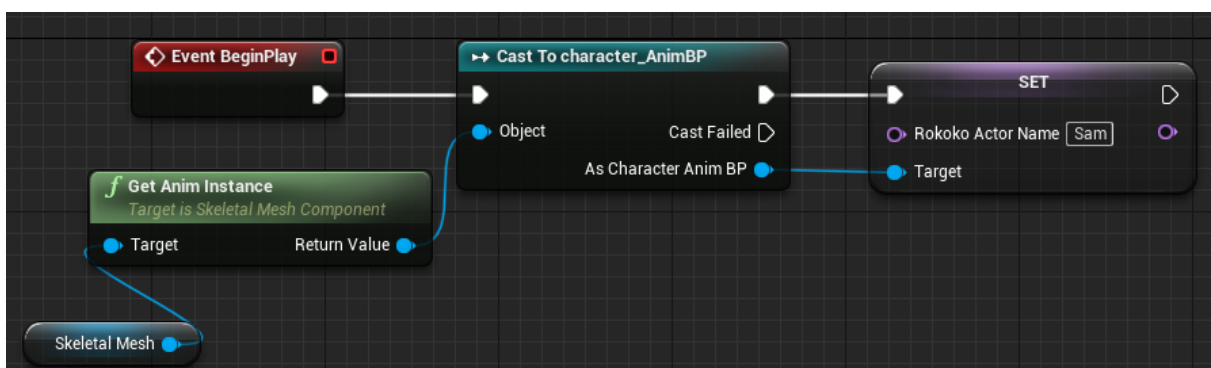 Event BeginPlay
Cast To character_AnimBP
SET
Object
Cast Failed
Rokoko Actor Name Sam
As Character Anim BP
Target
f Get Anim Instance
Target is Skeletal Mesh Component
Target
Return Value
Skeletal Mesh